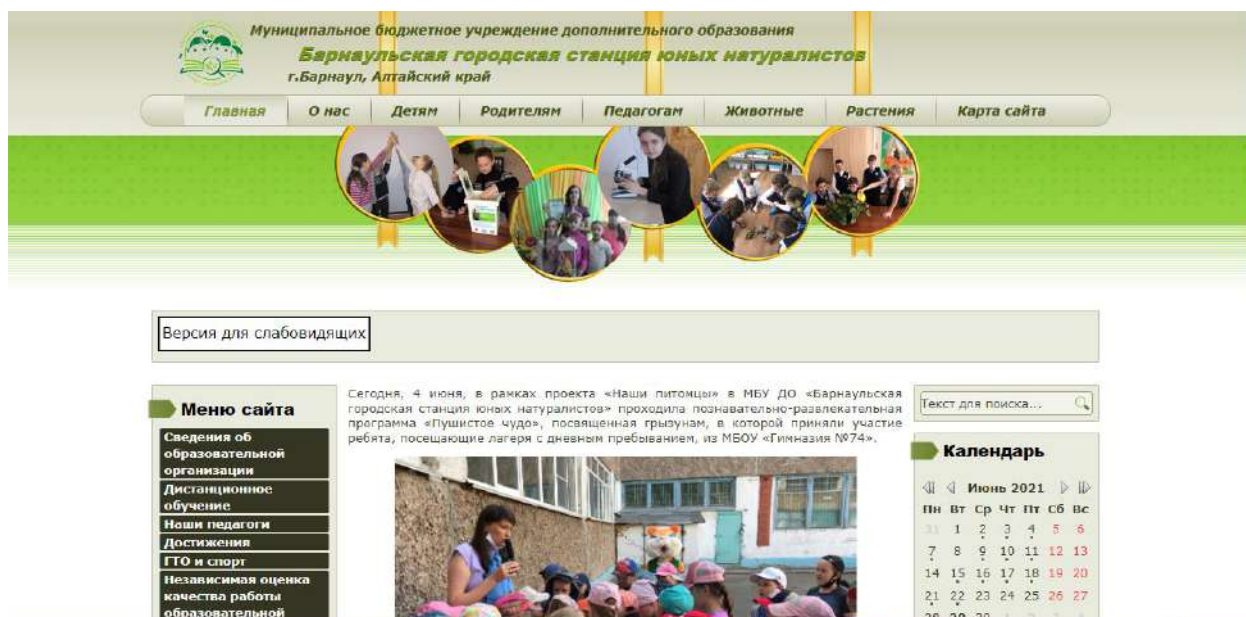 Муниципальное бюджетное учреждение дополнительного образования
Барнаульская городская станция юных натуралистов
г.Барнаул, Алтайский край
Главная О нас Детям Родителям Педагогам Животные Растения Карта сайта
Версия для слабовидящих
Меню сайта
Сведения об
образовательной
организации
Дистанционное
обучение
Наши педагоги
Достижения
ГТО и спорт
Независимая оценка
качества работы
образовательной
Сегодня, 4 июня, в рамках проекта «Наши питомцы» в МБУ ДО «Барнаульская
городская станция юных натуралистов» проходила познавательно-развлекательная
программа «Пушистое чудо», посвященная грызунам, в которой приняли участие
ребята, посещающие лагеря с дневным пребыванием, из МБОУ «Гимназия №74».
Текст для поиска...
Календарь
Июнь 2021
Пн Вт Ср Чт Пт Сб Вс
31 1 2 3 4 5 6
7 8 9 10 11 12 13
14 15 16 17 18 19 20
21 22 23 24 25 26 27
28 29 30